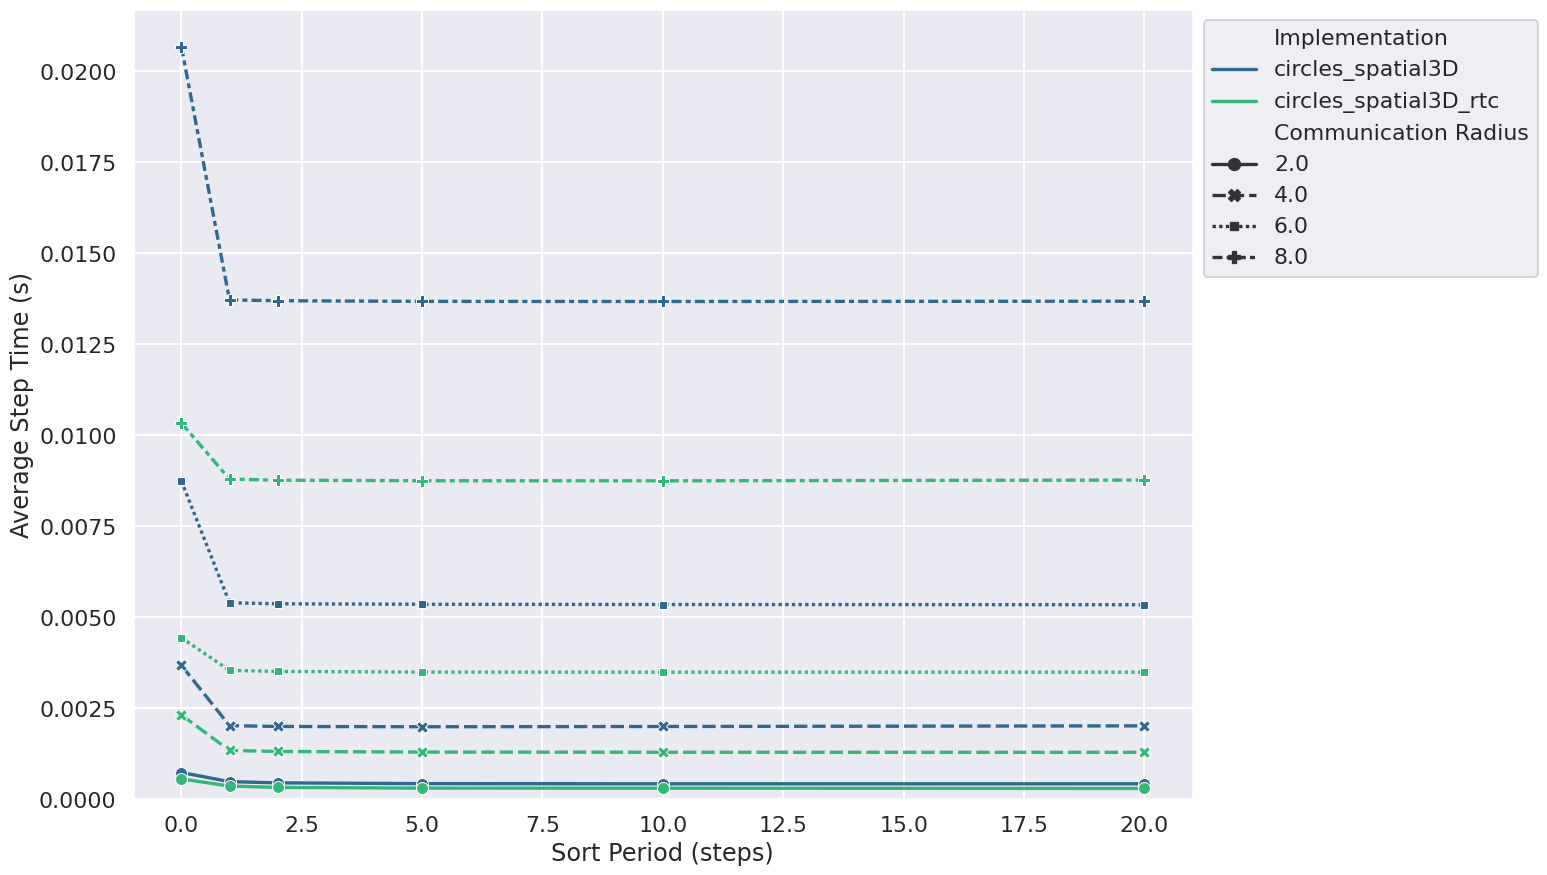 Implementation
circles_spatial3D
circles_spatial3D_rtc
Communication Radius
2.0
4.0
6.0
8.0
Average Step Time (s)
0.0200
0.0175
0.0150
0.0125
0.0100
0.0075
0.0050
0.0025
0.0000
0.0 2.5 5.0 7.5 10.0 12.5 15.0 17.5 20.0
Sort Period (steps)